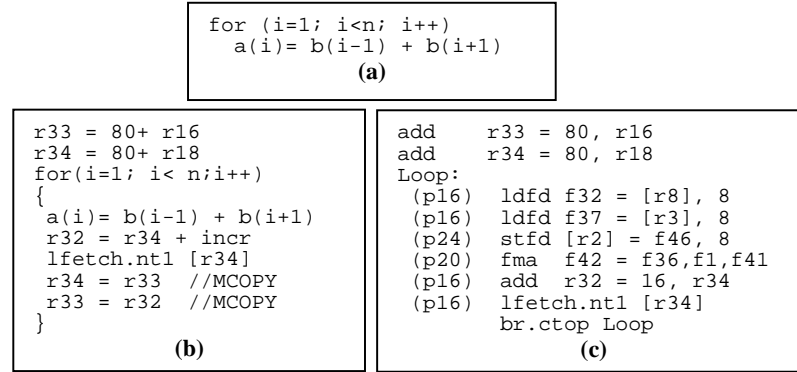 for (i=1; i<n; i++)
a(i)= b(i-1) + b(i+1)
(a)
r33 = 80+ r16
r34 = 80+ r18
for(i=1; i< n;i++)
{
a(i)= b(i-1) + b(i+1)
r32 = r34 + incr
lfetch.nt1 [r34]
r34 = r33 //MCOPY
r33 = r32 //MCOPY
}
(b)
add r33 = 80, r16
add r34 = 80, r18
Loop:
(p16) ldfd f32 = [r8], 8
(p16) ldfd f37 = [r3], 8
(p24) stfd [r2] = f46, 8
(p20) fma f42 = f36,f1,f41
(p16) add r32 = 16, r34
(p16) lfetch.nt1 [r34]
br.ctop Loop
(c)